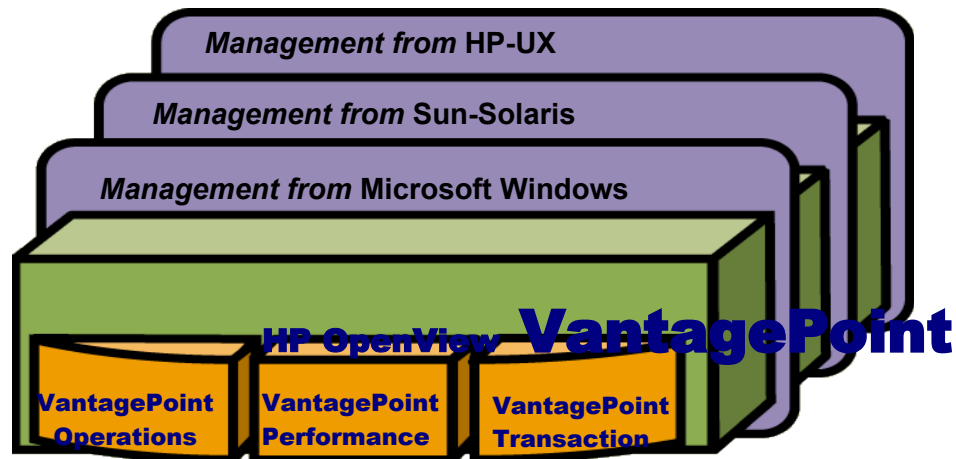 Management from HP-UX
Management from Sun-Solaris
Management from Microsoft Windows
HP OpenView VantagePoint
VantagePoint
Operations
VantagePoint
Performance
VantagePoint
Transaction